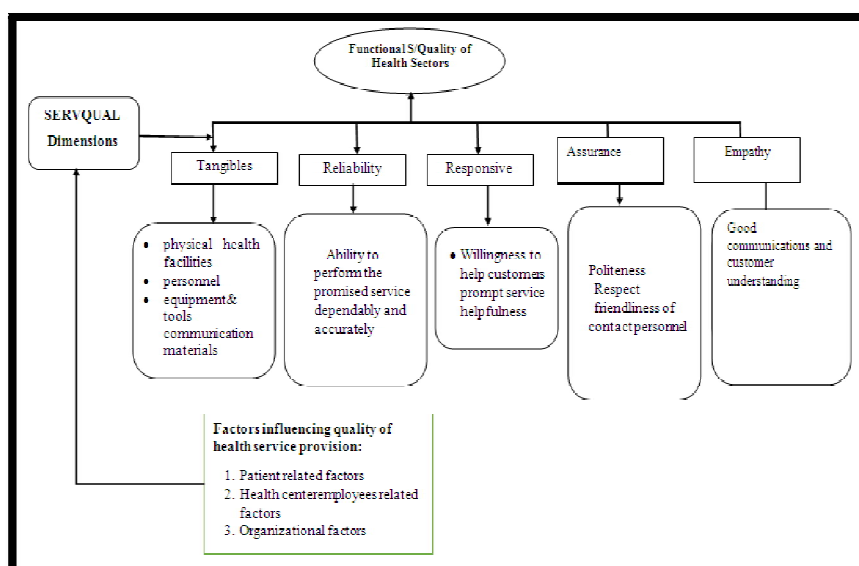 Functional S/Quality of
Health Sectors
SERVQUAL
Dimensions
Tangibles
Reliability
Responsive
Assurance
Empathy
• physical health
facilities
• personnel
• equipment&
tools
communication
materials
Ability to
perform the
promised service
dependably and
accurately
• Willingness to
help customers
prompt service
helpfulness
Politeness
Respect
friendliness of
contact personnel
Good
communications and
customer
understanding
Factors influencing quality of
health service provision:
1. Patient related factors
2. Health centeremployees related
factors
3. Organizational factors